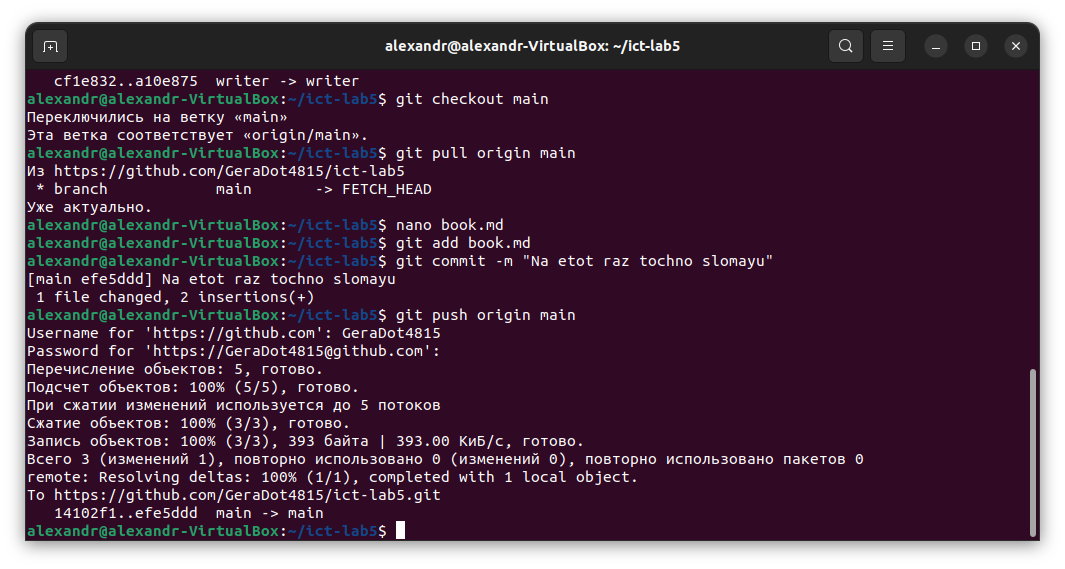 alexandr@alexandr-VirtualBox: ~/ict-lab5
cf1e832..a10e875  writer -> writer
alexandr@alexandr-VirtualBox:~/ict-lab5$ git checkout main
Переключились на ветку «main»
Эта ветка соответствует «origin/main».
alexandr@alexandr-VirtualBox:~/ict-lab5$ git pull origin main
Из https://github.com/GeraDot4815/ict-lab5
 * branch            main       -> FETCH_HEAD
Уже актуально.
alexandr@alexandr-VirtualBox:~/ict-lab5$ nano book.md
alexandr@alexandr-VirtualBox:~/ict-lab5$ git add book.md
alexandr@alexandr-VirtualBox:~/ict-lab5$ git commit -m "Na etot raz tochno slomayu"
[main efe5ddd] Na etot raz tochno slomayu
 1 file changed, 2 insertions(+)
alexandr@alexandr-VirtualBox:~/ict-lab5$ git push origin main
Username for 'https://github.com': GeraDot4815
Password for 'https://GeraDot4815@github.com':
Перечисление объектов: 5, готово.
Подсчет объектов: 100% (5/5), готово.
При сжатии изменений используется до 5 потоков
Сжатие объектов: 100% (3/3), готово.
Запись объектов: 100% (3/3), 393 байта | 393.00 КиБ/с, готово.
Всего 3 (изменений 1), повторно использовано 0 (изменений 0), повторно использовано пакетов 0
remote: Resolving deltas: 100% (1/1), completed with 1 local object.
To https://github.com/GeraDot4815/ict-lab5.git
   14102f1..efe5ddd  main -> main
alexandr@alexandr-VirtualBox:~/ict-lab5$